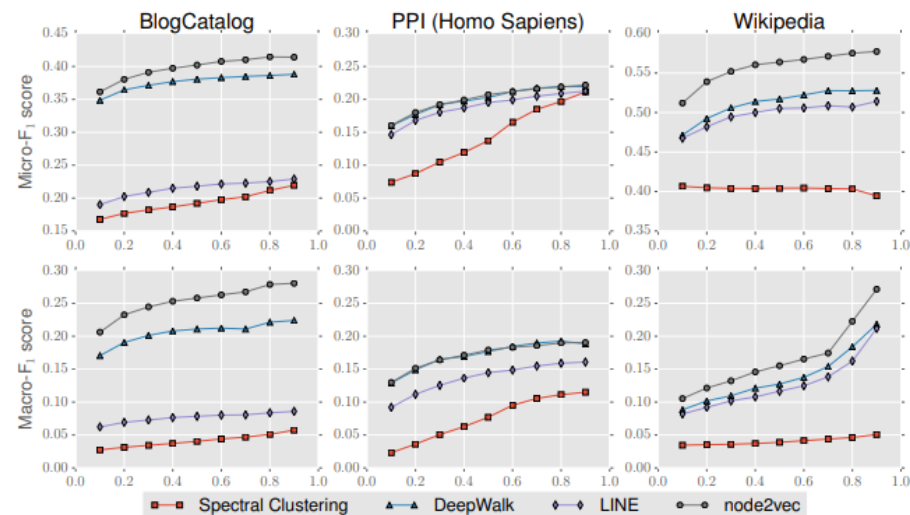 BlogCatalog PPI (Homo Sapiens) Wikipedia
0.45 0.30
0.40 0.25 0.60
0.35 0.20 0.55
0.30 0.15 0.50
0.25 0.10 0.45
0.20 0.05 0.40
0.15 0.00 0.35
Micro-F1 score
0.0 0.2 0.4 0.6 0.8 1.0 0.0 0.2 0.4 0.6 0.8 1.0 0.0 0.2 0.4 0.6 0.8 1.0
0.30 0.30 0.30
0.25 0.25 0.25
0.20 0.20 0.20
0.15 0.15 0.15
0.10 0.10 0.10
0.05 0.05 0.05
0.00 0.00 0.00
Macro-F1 score
0.0 0.2 0.4 0.6 0.8 1.0 0.0 0.2 0.4 0.6 0.8 1.0 0.0 0.2 0.4 0.6 0.8 1.0
Spectral Clustering DeepWalk LINE node2vec